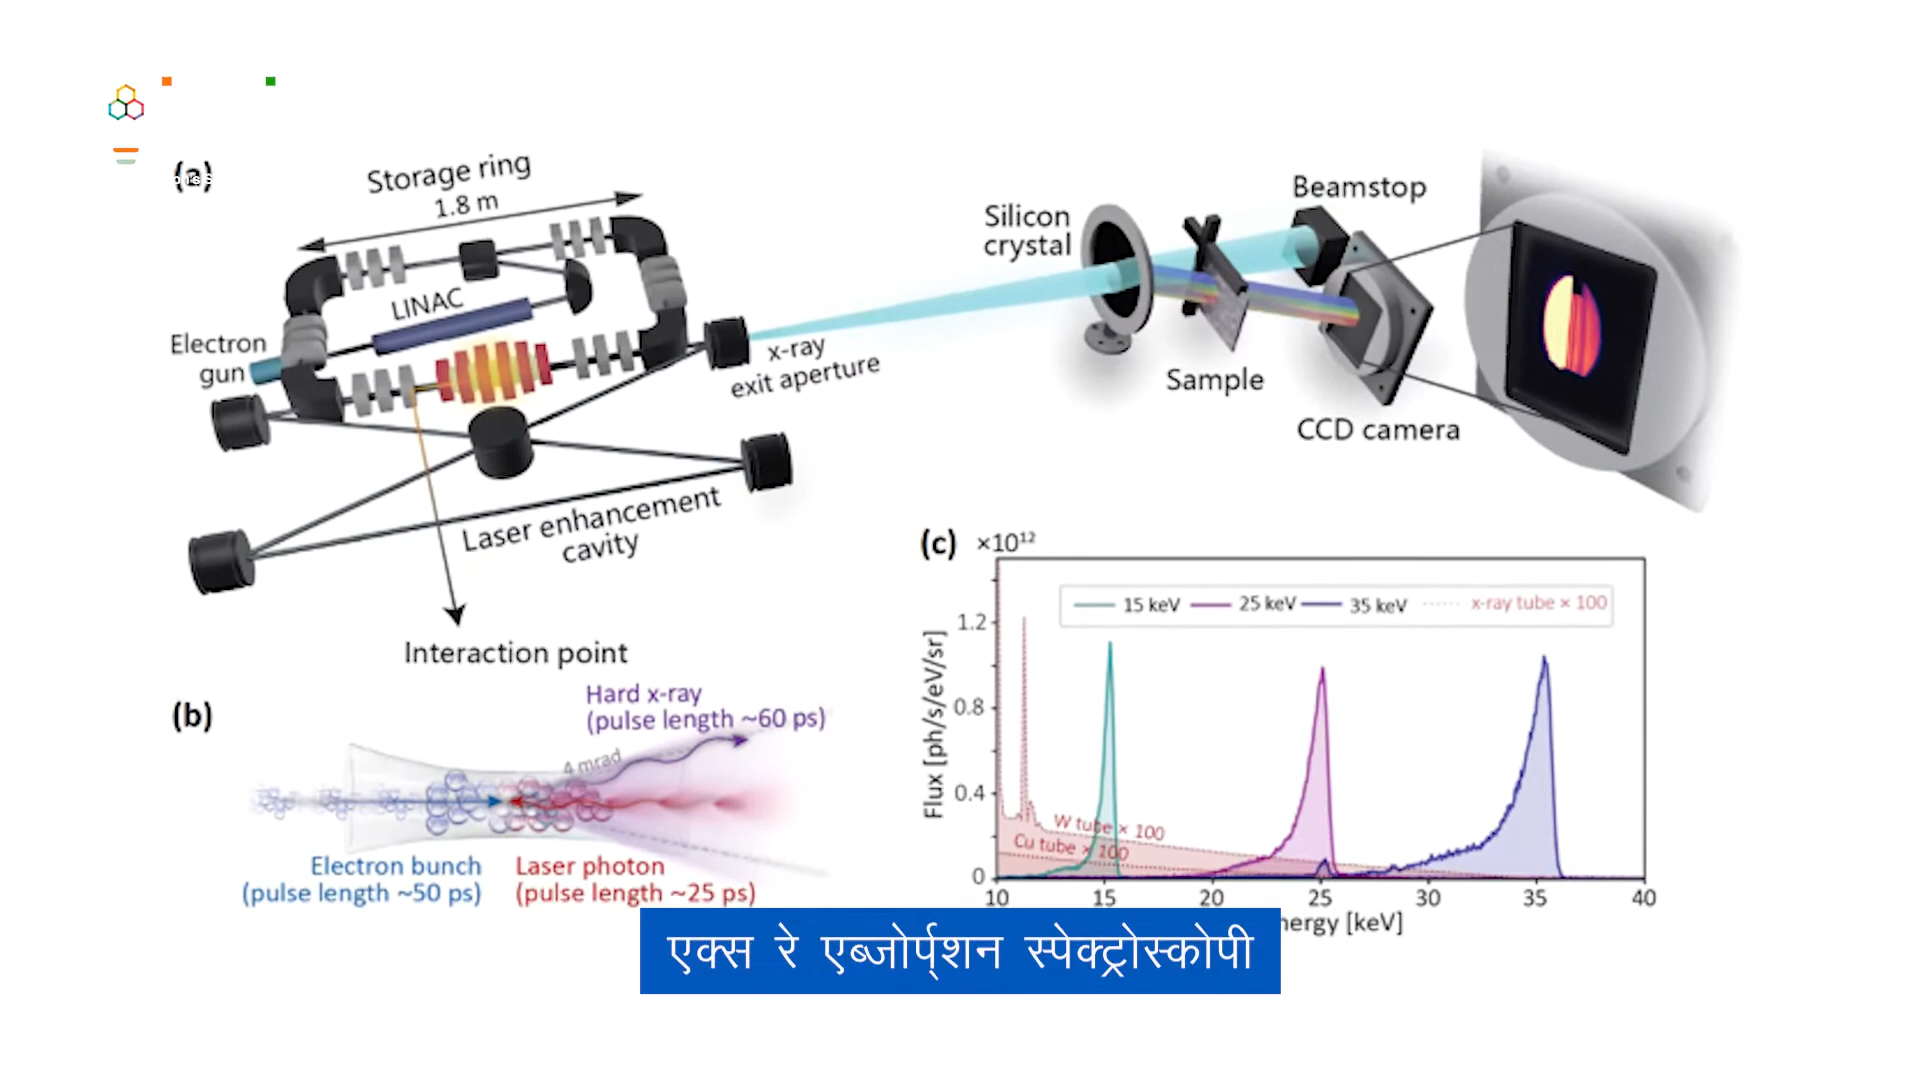 (a)
Storage ring
1.8 m
LINAC
Electron
gun
x-ray
exit aperture
Laser enhancement
cavity
Interaction point
Silicon
crystal
Sample
Beamstop
CCD camera
(b)
Hard x-ray
(pulse length ~60 ps)
4 mrad
Electron bunch
(pulse length ~50 ps)
Laser photon
(pulse length ~25 ps)
(c)
×10¹²
15 keV 25 keV 35 keV x-ray tube × 100
Flux [ph/s/eV/sr]
1.2
0.8
0.4
0
W tube × 100
Cu tube × 100
10 15 20 25 30 35 40
[keV]
एक्स रे एब्जोर्प्शन स्पेक्ट्रोस्कोपी